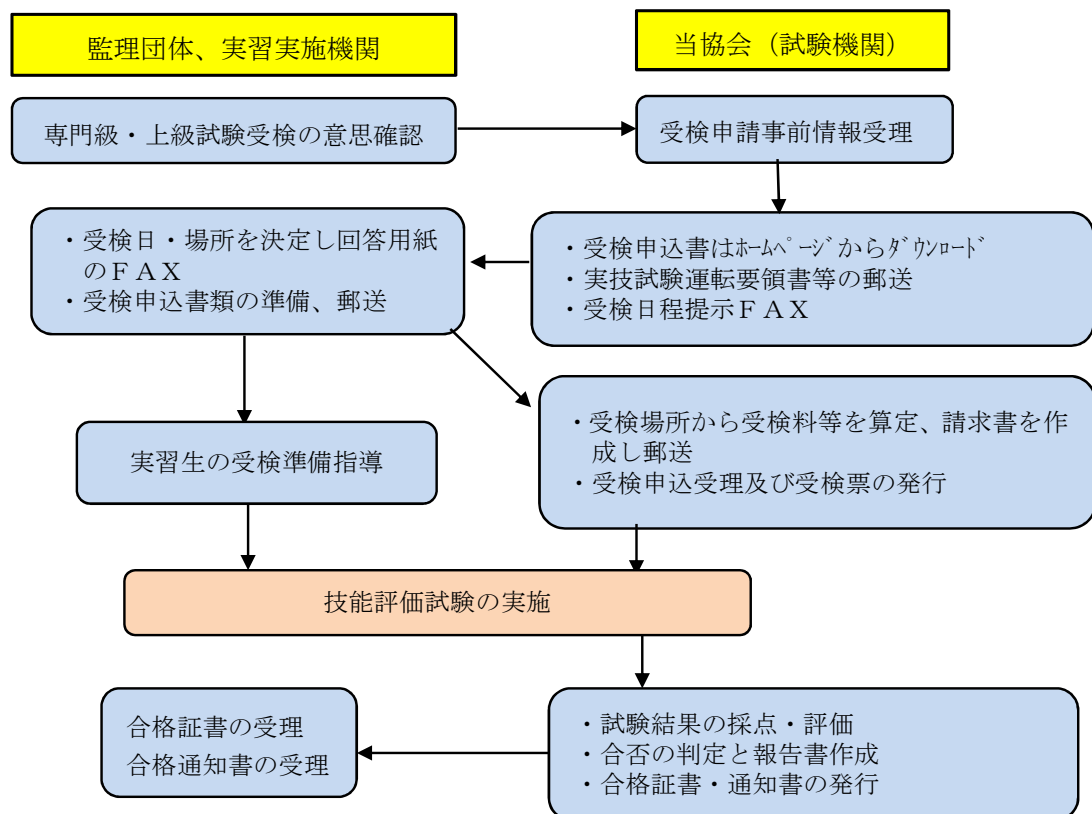 監理団体、実習実施機関
当協会（試験機関）
専門級・上級試験受検の意思確認
受検申請事前情報受理
・受検日・場所を決定し回答用紙
のＦＡＸ
・受検申込書類の準備、郵送
・受検申込書はﾎｰﾑﾍﾟｰｼﾞからﾀﾞｳﾝﾛｰﾄﾞ
・実技試験運転要領書等の郵送
・受検日程提示ＦＡＸ
実習生の受検準備指導
・受検場所から受検料等を算定、請求書を作
成し郵送
・受検申込受理及び受検票の発行
技能評価試験の実施
合格証書の受理
合格通知書の受理
・試験結果の採点・評価
・合否の判定と報告書作成
・合格証書・通知書の発行